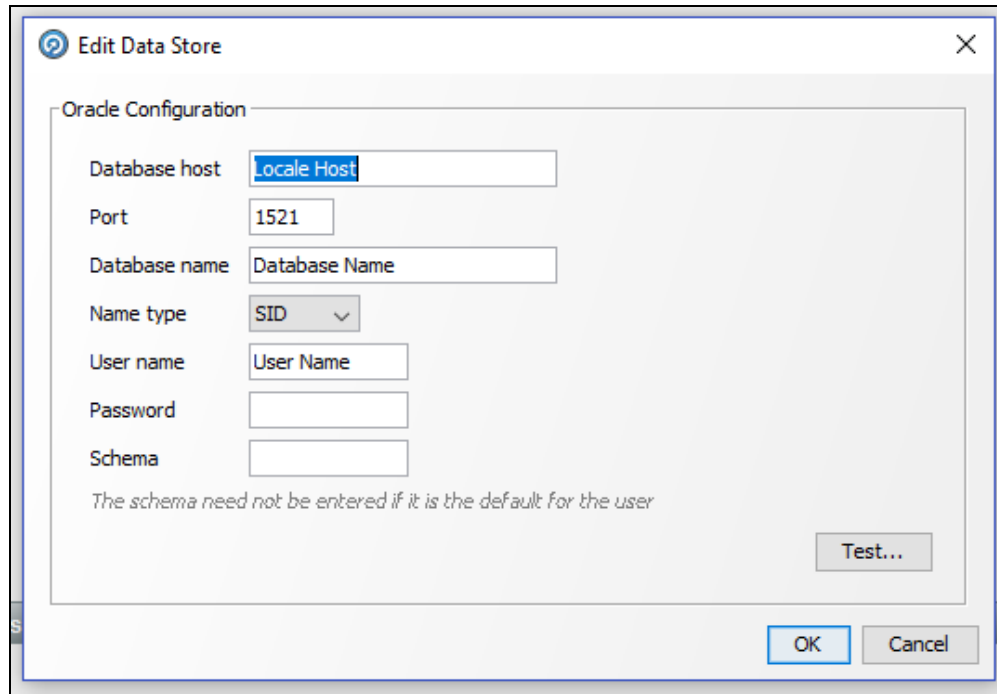 Edit Data Store
Oracle Configuration
Database host Locale Host
Port 1521
Database name Database Name
Name type SID
User name User Name
Password
Schema
The schema need not be entered if it is the default for the user
Test...
s
OK Cancel